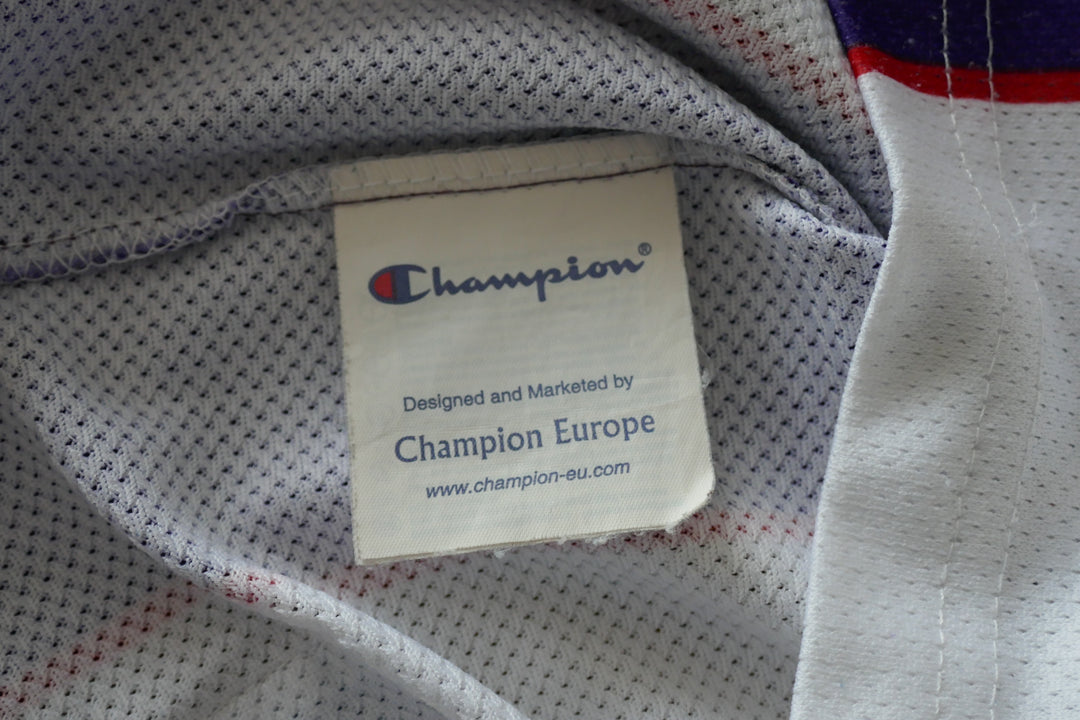 Champion®
Designed and Marketed by
Champion Europe
www.champion-eu.com